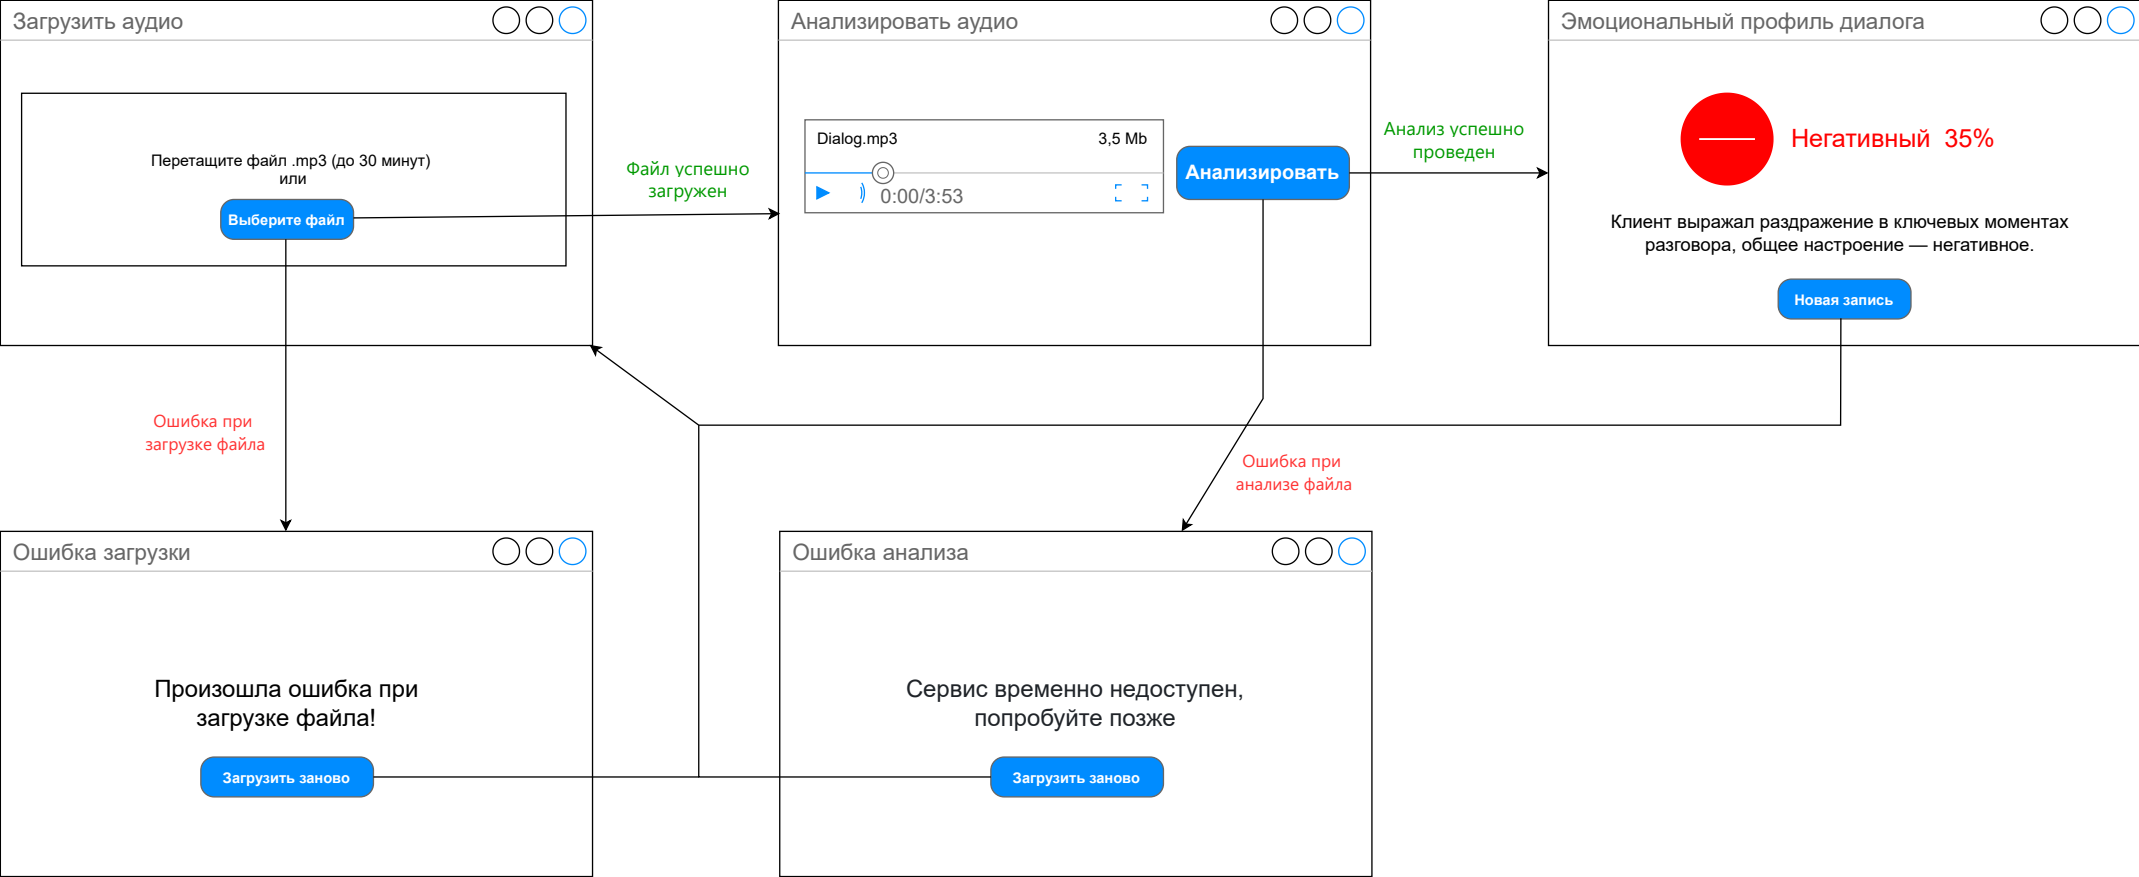 Загрузить аудио
Перетащите файл .mp3 (до 30 минут)
или
Выберите файл
Файл успешно
загружен
Анализировать аудио
Dialog.mp3
3,5 Mb
0:00/3:53
Анализировать
Анализ успешно
проведен
Эмоциональный профиль диалога
Негативный 35%
Клиент выражал раздражение в ключевых моментах
разговора, общее настроение — негативное.
Новая запись
Ошибка при
загрузке файла
Ошибка при
анализе файла
Ошибка загрузки
Произошла ошибка при
загрузке файла!
Загрузить заново
Ошибка анализа
Сервис временно недоступен,
попробуйте позже
Загрузить заново